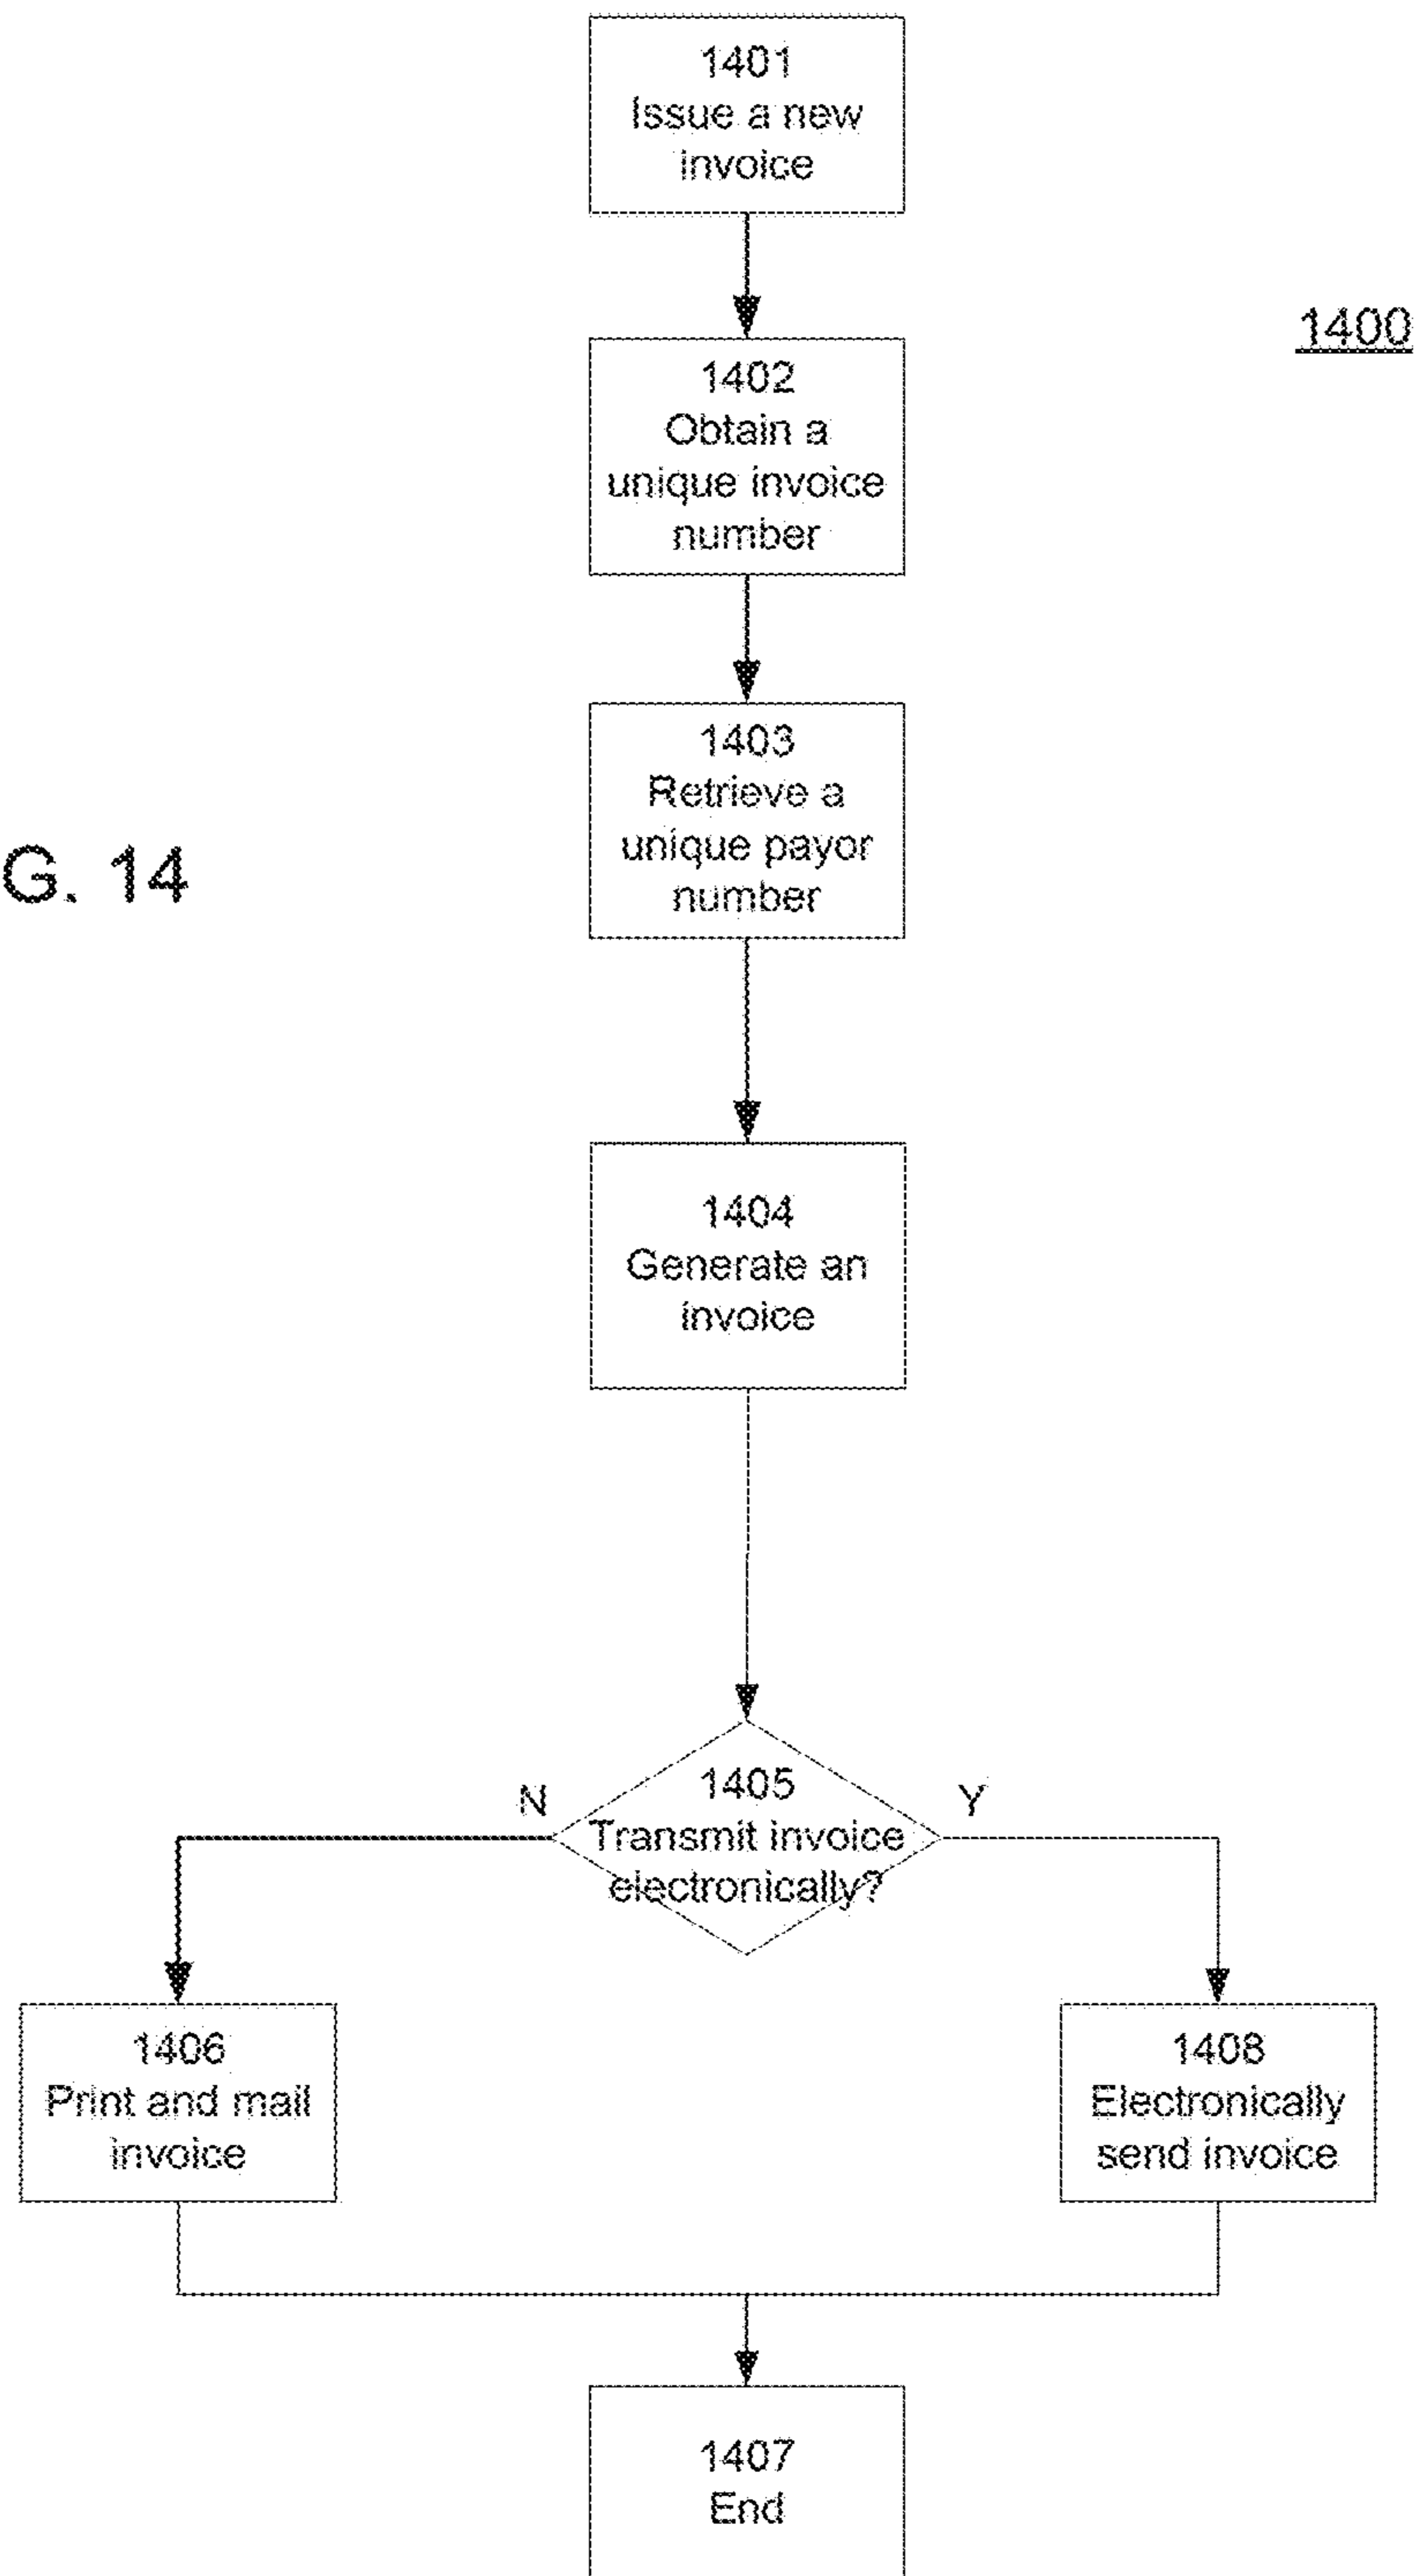 1401
Issue a new
invoice
1400
1402
Obtain a
unique invoice
number
1403
Retrieve a
unique payor
number
G. 14
1404
Generate an
invoice
N
Y
1405
Transmit invoice
electronically?
1406
Print and mail
invoice
1408
Electronically
send invoice
1407
End